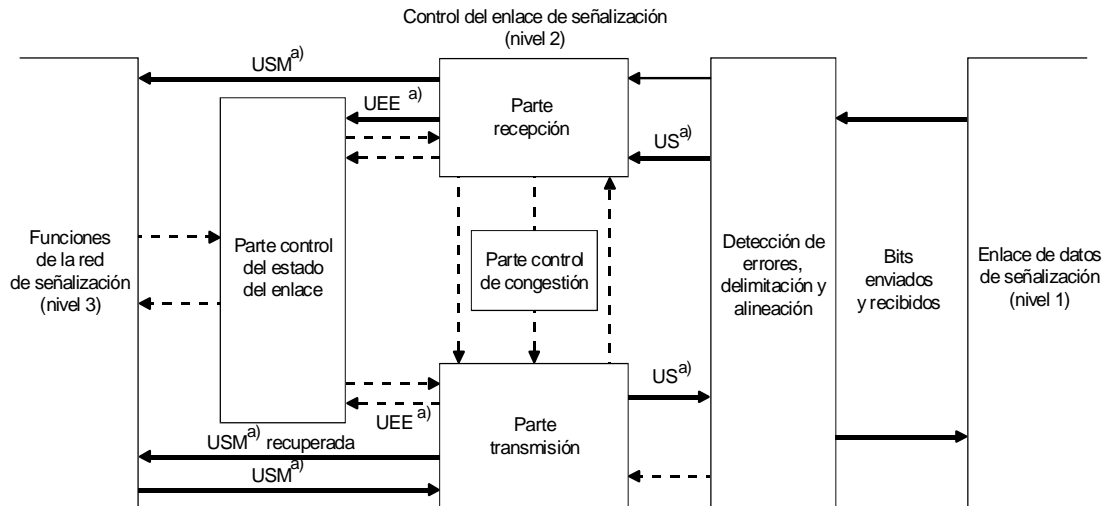 Control del enlace de señalización
(nivel 2)
USM a)
UEE a)
Parte
recepción
US a)
Funciones
de la red
de señalización
(nivel 3)
Parte control
del estado
del enlace
Parte control
de congestión
Detección de
errores,
delimitación y
alineación
Bits
enviados
y recibidos
Enlace de datos
de señalización
(nivel 1)
US a)
UEE a)
Parte
transmisión
USM a) recuperada
USM a)